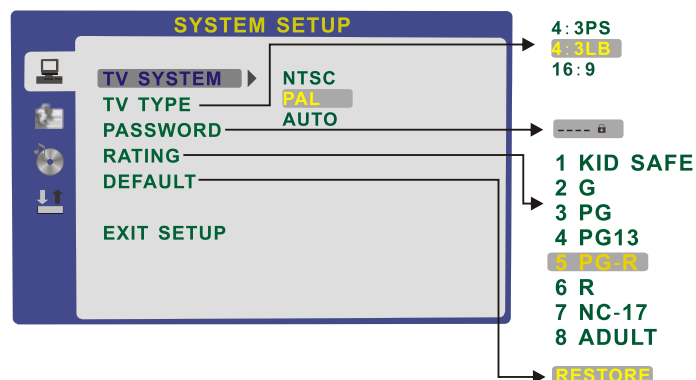 SYSTEM SETUP
TV SYSTEM
TV TYPE
PASSWORD
RATING
DEFAULT
EXIT SETUP
NTSC
PAL
AUTO
4:3PS
4:3LB
16:9
----
1 KID SAFE
2 G
3 PG
4 PG13
5 PG-R
6 R
7 NC-17
8 ADULT
RESTORE